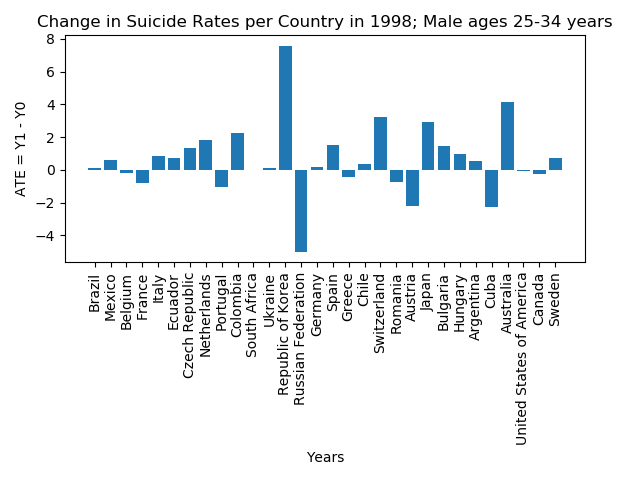 Change in Suicide Rates per Country in 1998; Male ages 25-34 years
ATE = Y1 - Y0
8
6
4
2
0
−2
−4
Brazil
Mexico
Belgium
France
Italy
Ecuador
Czech Republic
Netherlands
Portugal
Colombia
South Africa
Ukraine
Republic of Korea
Russian Federation
Germany
Spain
Greece
Chile
Switzerland
Romania
Austria
Japan
Bulgaria
Hungary
Argentina
Cuba
Australia
United States of America
Canada
Sweden
Years